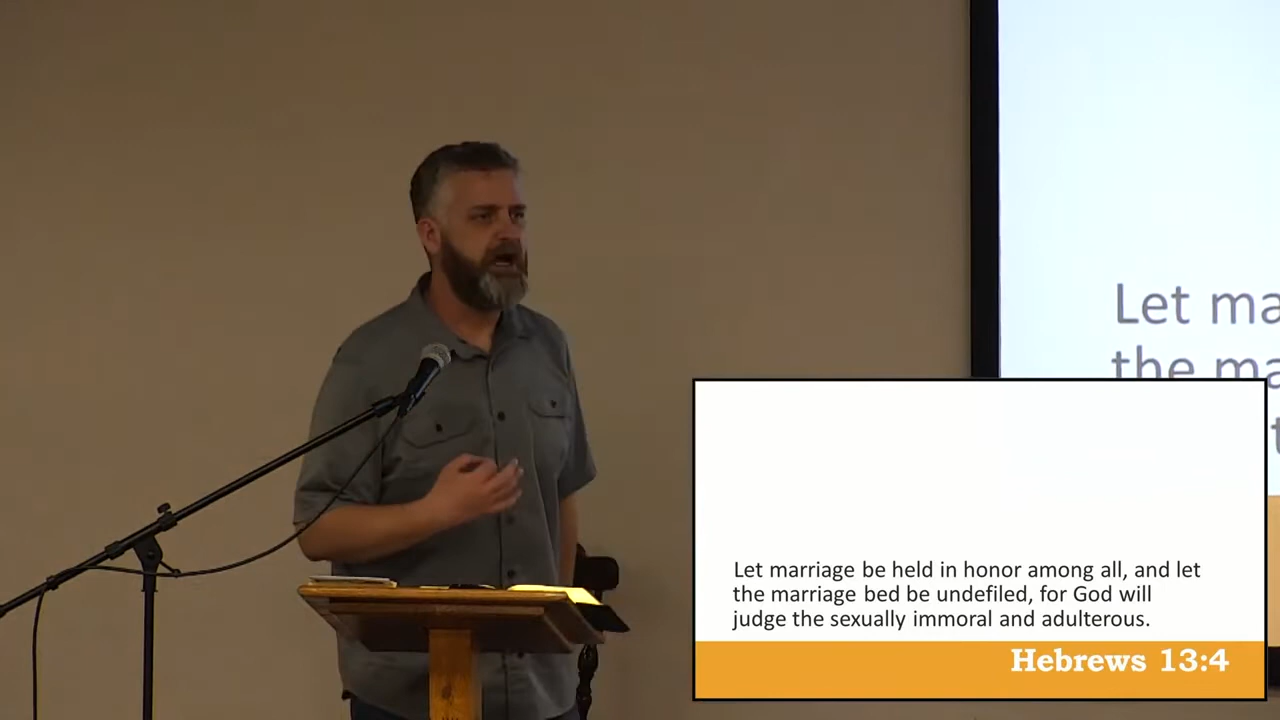 Let ma
the ma
t
Let marriage be held in honor among all, and let
the marriage bed be undefiled, for God will
judge the sexually immoral and adulterous.
Hebrews 13:4